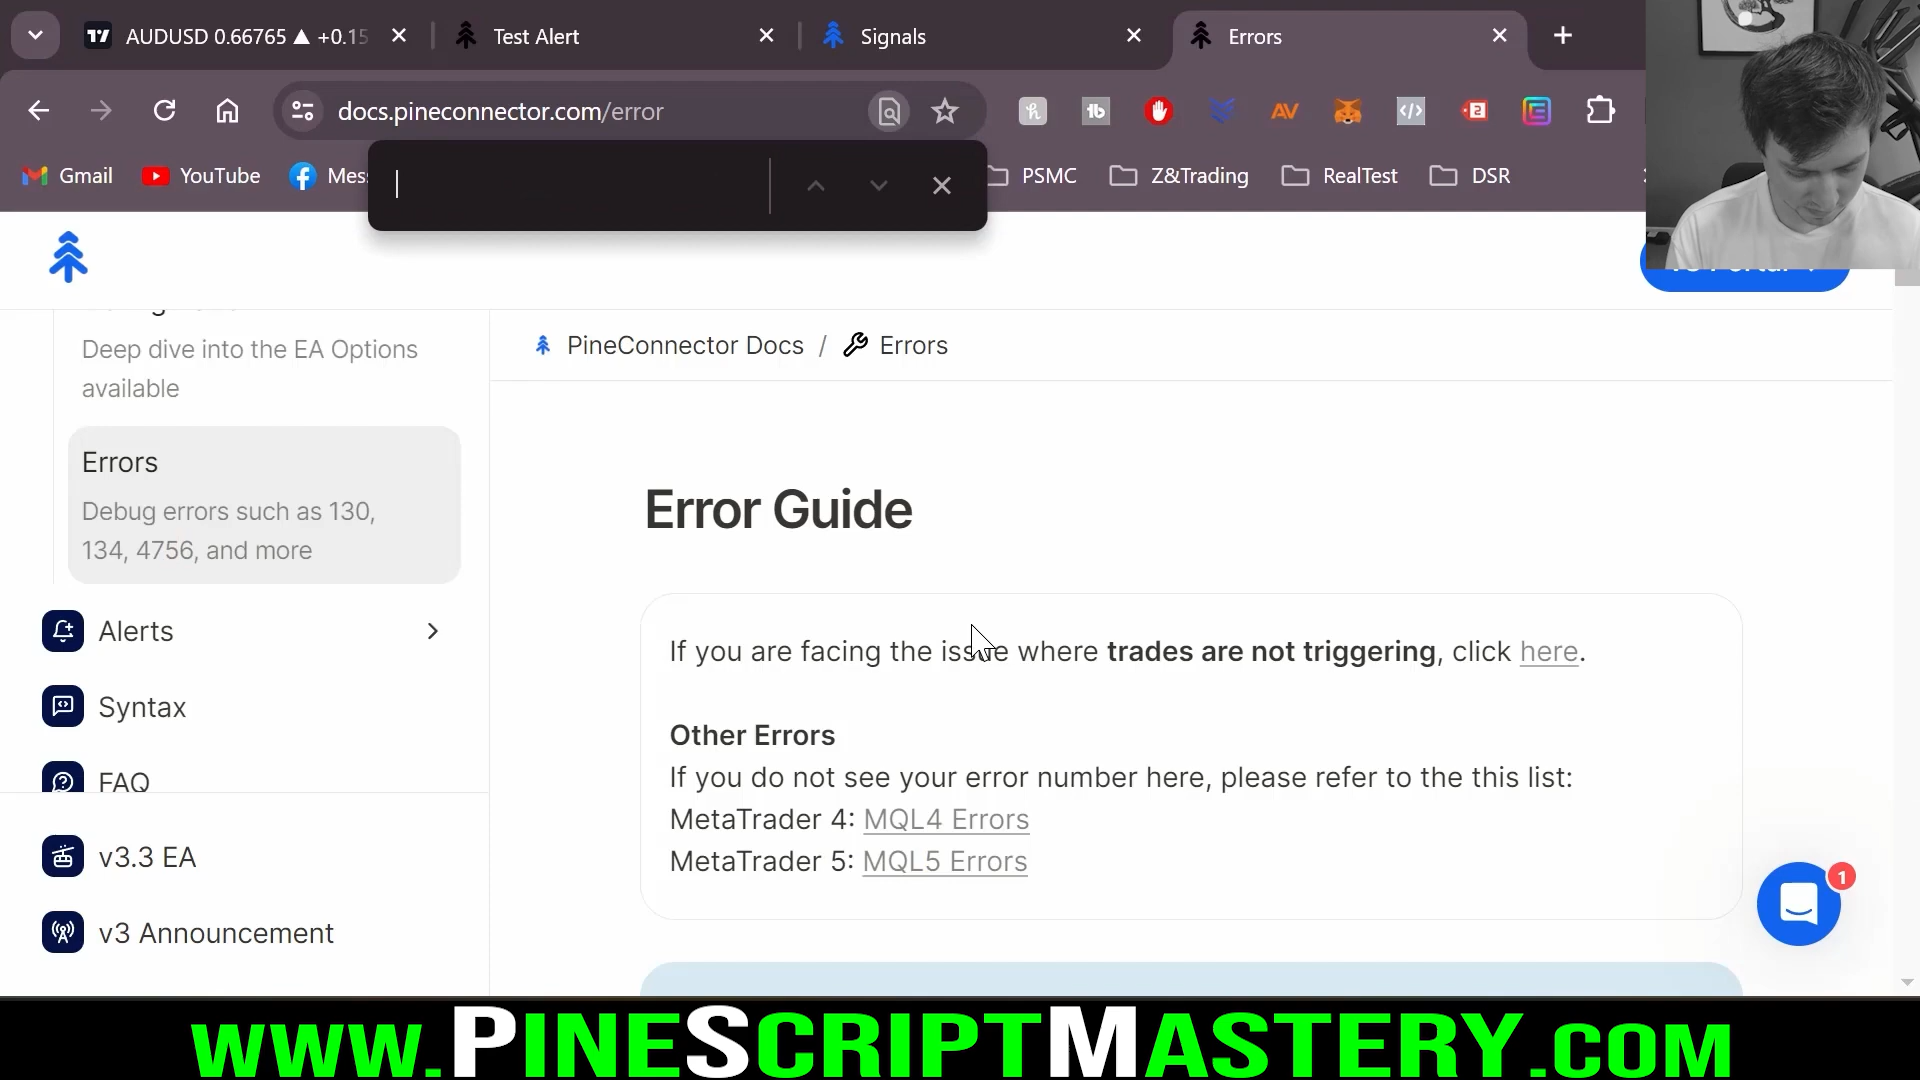 AUDUSD 0.66765 ▲ +0.15
Test Alert
Signals
Errors
docs.pineconnector.com/error
Gmail
YouTube
Mes
PSMC
Z&Trading
RealTest
DSR
Deep dive into the EA Options
available
Errors
Debug errors such as 130,
134, 4756, and more
Alerts
Syntax
FAQ
v3.3 EA
v3 Announcement
PineConnector Docs / Errors
Error Guide
If you are facing the issue where trades are not triggering, click here.
Other Errors
If you do not see your error number here, please refer to the this list:
MetaTrader 4: MQL4 Errors
MetaTrader 5: MQL5 Errors
1
www.PineScriptMastery.com